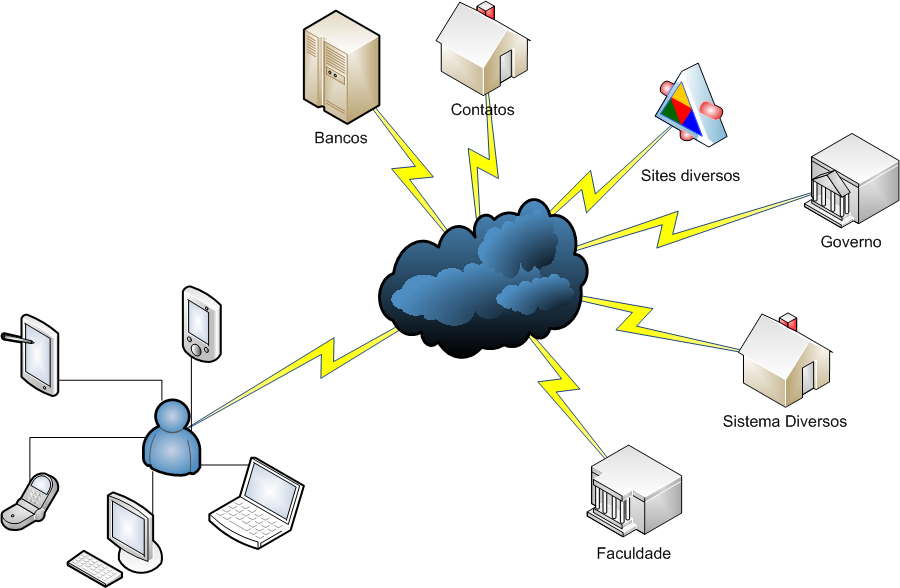 Contatos
Bancos
Sites diversos
Governo
Sistema Diversos
Faculdade